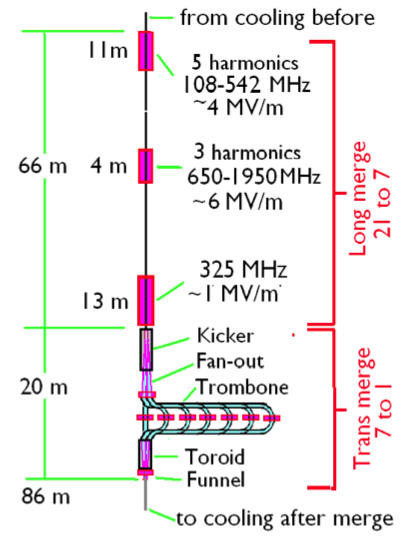 from cooling before
11m
5 harmonics
108-542 MHz
~4 MV/m
66 m
4 m
3 harmonics
650-1950MHz
~6 MV/m
Long merge
21 to 7
325 MHz
~1 MV/m
13 m
Kicker
Fan-out
Trombone
20 m
Trans merge
7 to 1
Toroid
Funnel
86 m
to cooling after merge